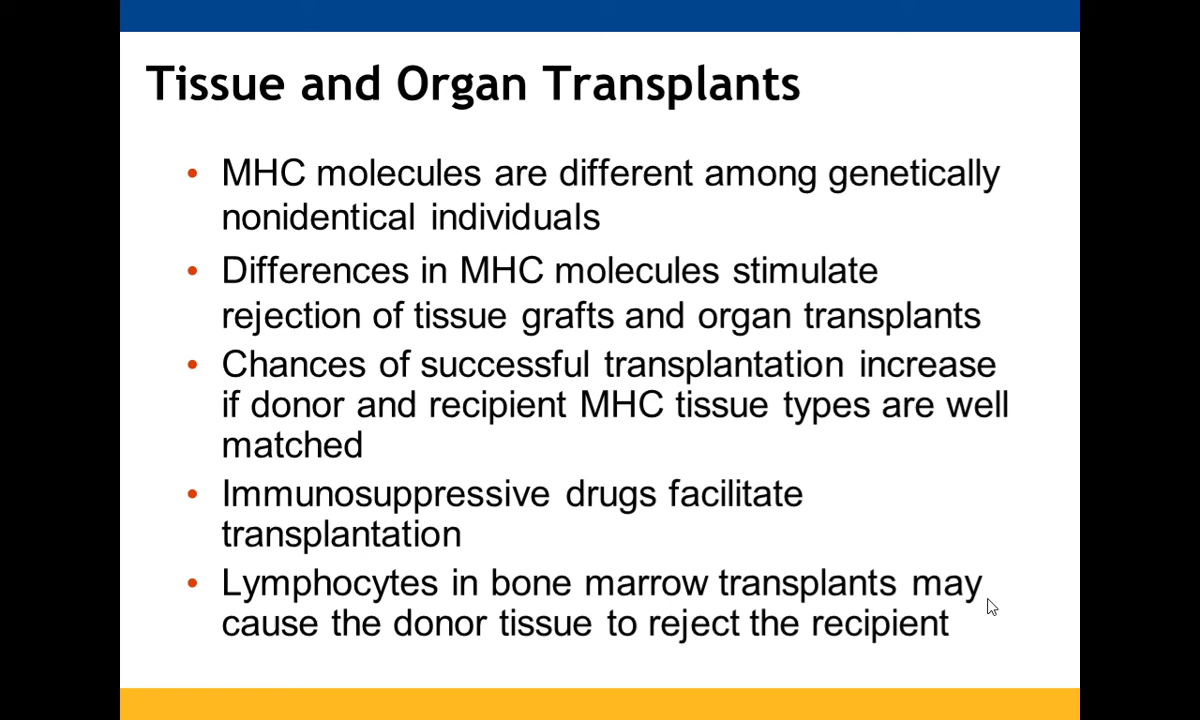 Tissue and Organ Transplants
• MHC molecules are different among genetically
nonidentical individuals
• Differences in MHC molecules stimulate
rejection of tissue grafts and organ transplants
• Chances of successful transplantation increase
if donor and recipient MHC tissue types are well
matched
• Immunosuppressive drugs facilitate
transplantation
• Lymphocytes in bone marrow transplants may
cause the donor tissue to reject the recipient